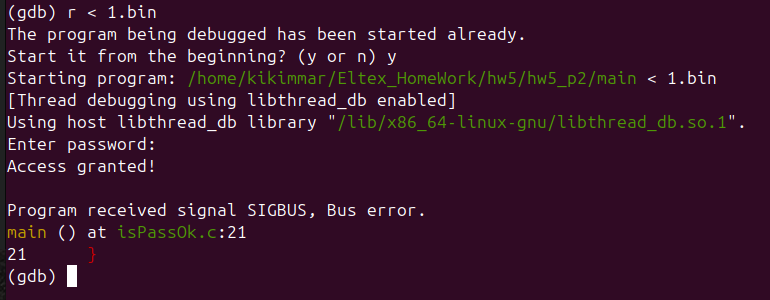 (gdb) r < 1.bin
The program being debugged has been started already.
Start it from the beginning? (y or n) y
Starting program: /home/kikimmar/Eltex_HomeWork/hw5/hw5_p2/main < 1.bin
[Thread debugging using libthread_db enabled]
Using host libthread_db library "/lib/x86_64-linux-gnu/libthread_db.so.1".
Enter password:
Access granted!

Program received signal SIGBUS, Bus error.
main () at isPassOk.c:21
21      }
(gdb)